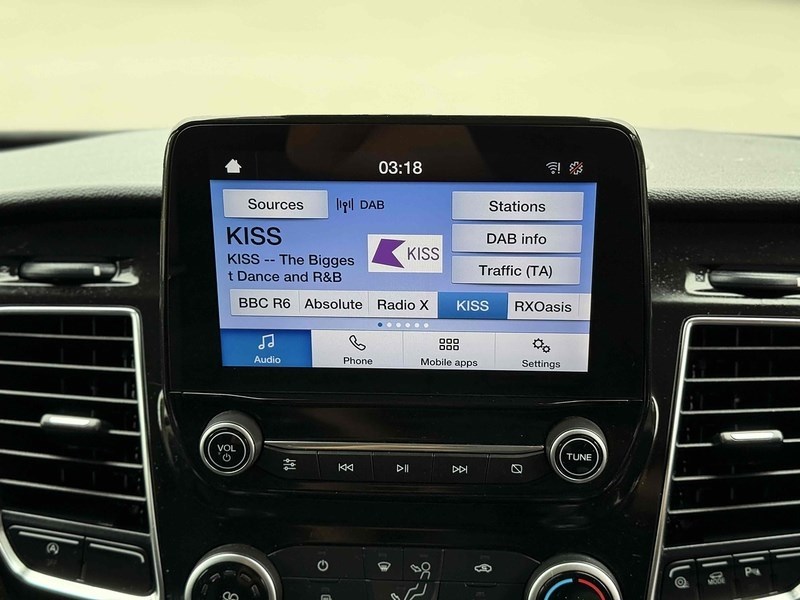 03:18
Sources
DAB
Stations
KISS
KISS -- The Bigges
t Dance and R&B
KISS
DAB info
Traffic (TA)
BBC R6
Absolute
Radio X
KISS
RXOasis
Audio
Phone
Mobile apps
Settings
VOL
TUNE
MODE